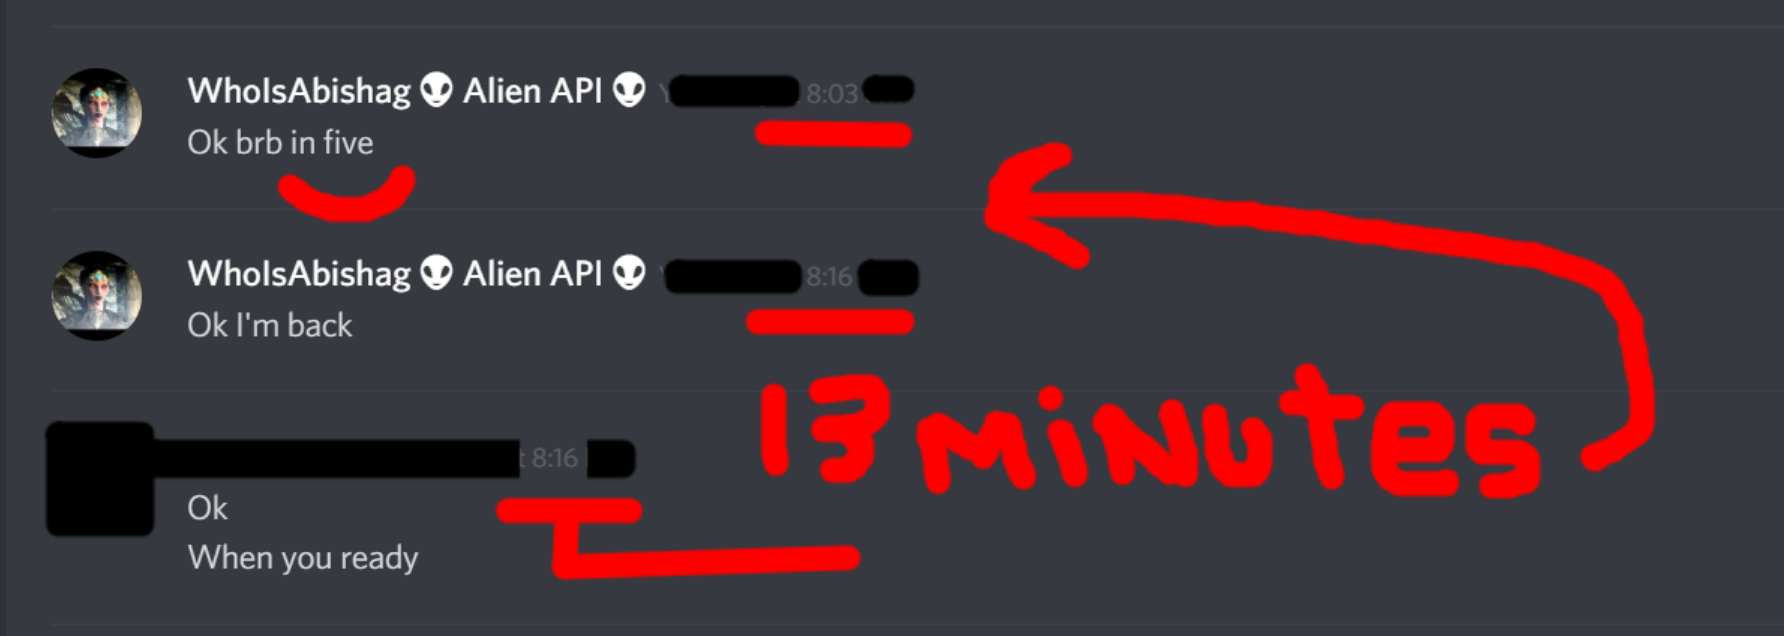 WhoIsAbishag 👽 Alien API 👽 8:03
Ok brb in five
WhoIsAbishag 👽 Alien API 👽 8:16
Ok I'm back
13 MiNutes
8:16
Ok
When you ready